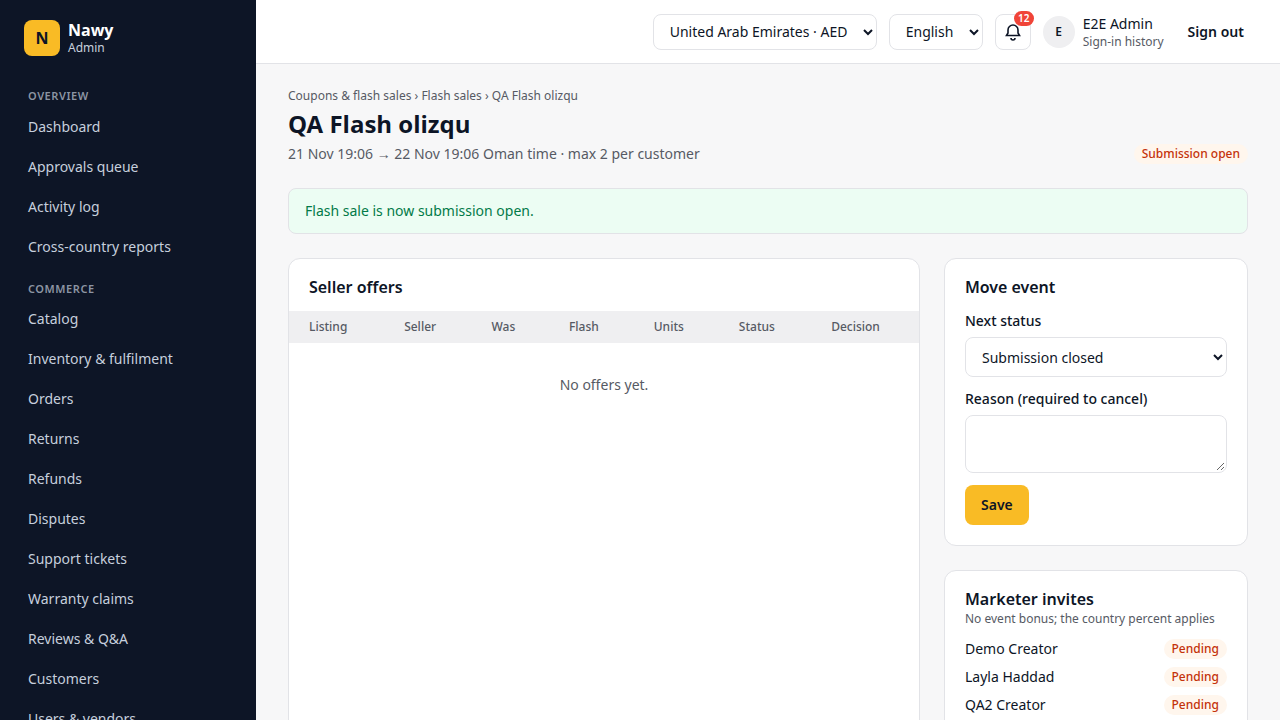 N
Nawy
Admin
OVERVIEW
Dashboard
Approvals queue
Activity log
Cross-country reports
COMMERCE
Catalog
Inventory & fulfilment
Orders
Returns
Refunds
Disputes
Support tickets
Warranty claims
Reviews & Q&A
Customers
Users & vendors
United Arab Emirates · AED
English
12
E
E2E Admin
Sign-in history
Sign out
Coupons & flash sales › Flash sales › QA Flash olizqu
QA Flash olizqu
21 Nov 19:06 → 22 Nov 19:06 Oman time · max 2 per customer
Submission open
Flash sale is now submission open.
Seller offers
Listing Seller Was Flash Units Status Decision
No offers yet.
Move event
Next status
Submission closed
Reason (required to cancel)
Save
Marketer invites
No event bonus; the country percent applies
Demo Creator Pending
Layla Haddad Pending
QA2 Creator Pending